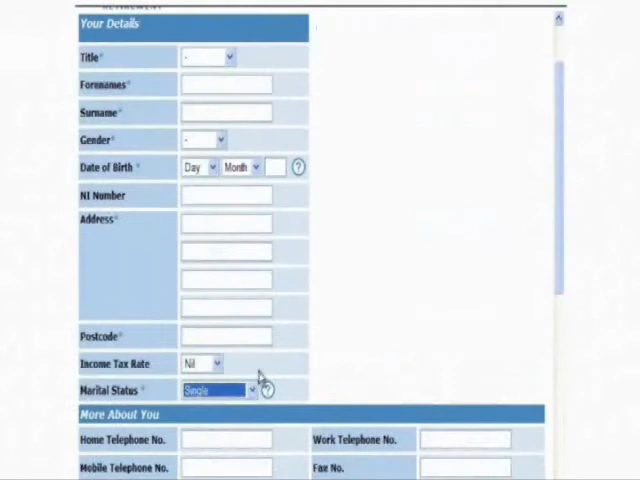 RETIREMENT
Your Details
Title* -
Forenames*
Surname*
Gender* -
Date of Birth * Day Month ?
NI Number
Address*
Postcode*
Income Tax Rate Nil
Marital Status * Single ?
More About You
Home Telephone No. Work Telephone No.
Mobile Telephone No. Fax No.